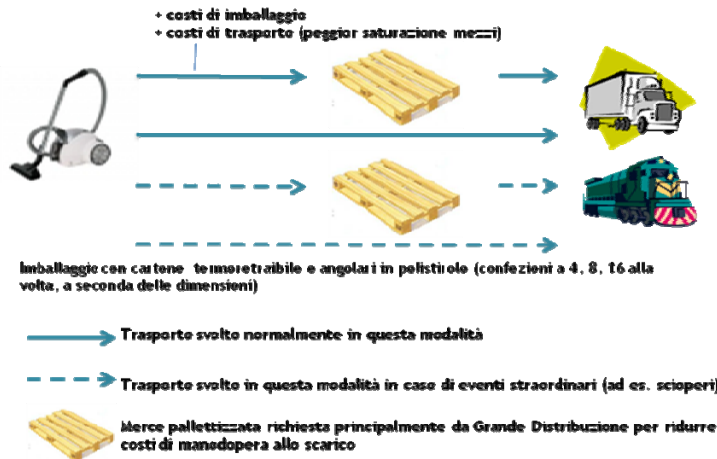 + costi di imballaggio
+ costi di trasporto (peggior saturazione mezzi)
Imballaggio con cartone termoretraibile e angolari in polistirolo (confezioni a 4, 8, 16 alla
volta, a seconda delle dimensioni)
Trasporto svolto normalmente in questa modalità
Trasporto svolto in questa modalità in caso di eventi straordinari (ad es. scioperi)
Merce pallettizzata richiesta principalmente da Grande Distribuzione per ridurre
costi di manodopera allo scarico